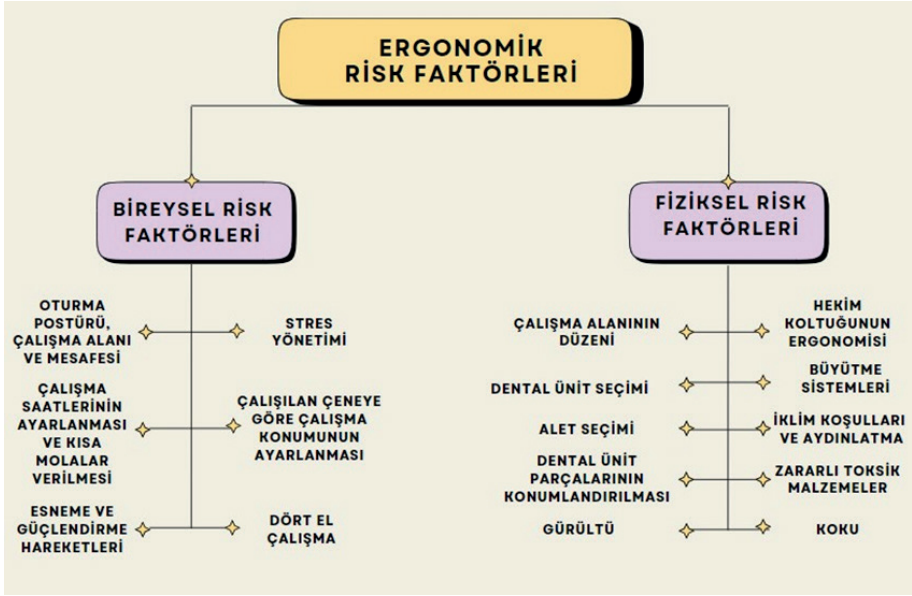 ERGONOMİK
RİSK FAKTÖRLERİ
BİREYSEL RİSK
FAKTÖRLERİ
OTURMA
POSTÜRÜ,
ÇALIŞMA ALANI
VE MESAFESİ
STRES
YÖNETİMİ
ÇALIŞMA
SAATLERİNİN
AYARLANMASI
VE KISA
MOLALAR
VERİLMESİ
ÇALIŞILAN ÇENEYE
GÖRE ÇALIŞMA
KONUMUNUN
AYARLANMASI
ESNEME VE
GÜÇLENDİRME
HAREKETLERİ
DÖRT EL
ÇALIŞMA
FİZİKSEL RİSK
FAKTÖRLERİ
ÇALIŞMA ALANININ
DÜZENİ
HEKİM
KOLTUĞUNUN
ERGONOMİSİ
DENTAL ÜNİT SEÇİMİ
BÜYÜTME
SİSTEMLERİ
ALET SEÇİMİ
İKLİM KOŞULLARI
VE AYDINLATMA
DENTAL ÜNİT
PARÇALARININ
KONUMLANDIRILMASI
ZARARLI TOKSİK
MALZEMELER
GÜRÜLTÜ
KOKU